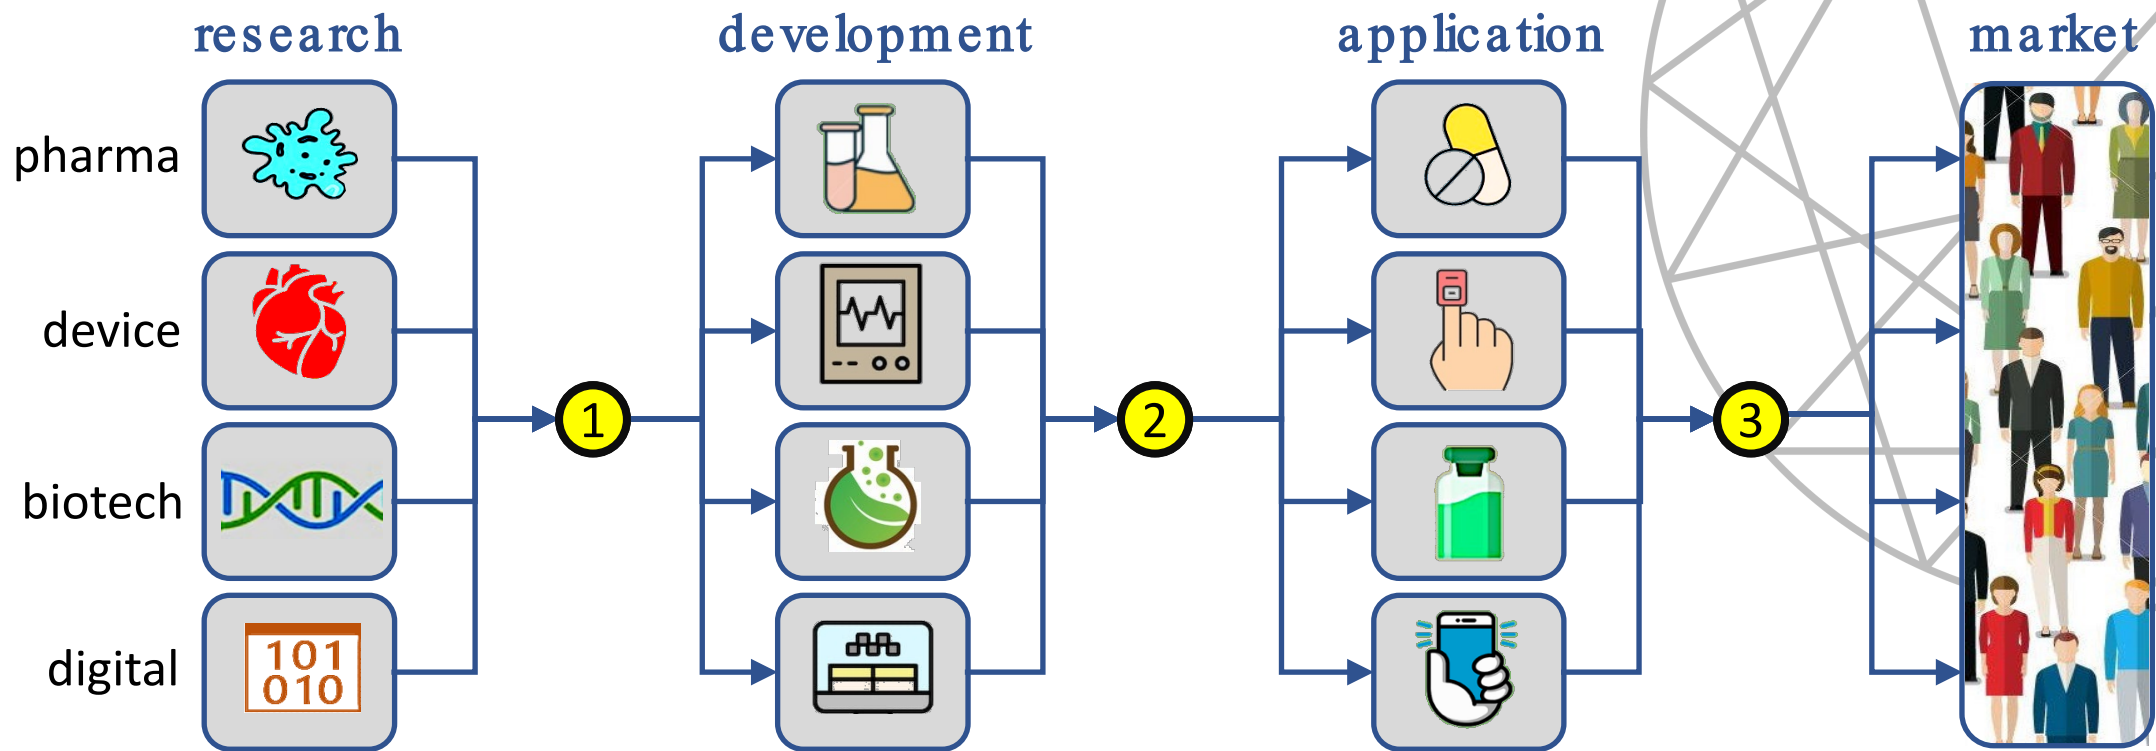 research development application market
pharma
device
1 2 3
biotech
digital
101
010